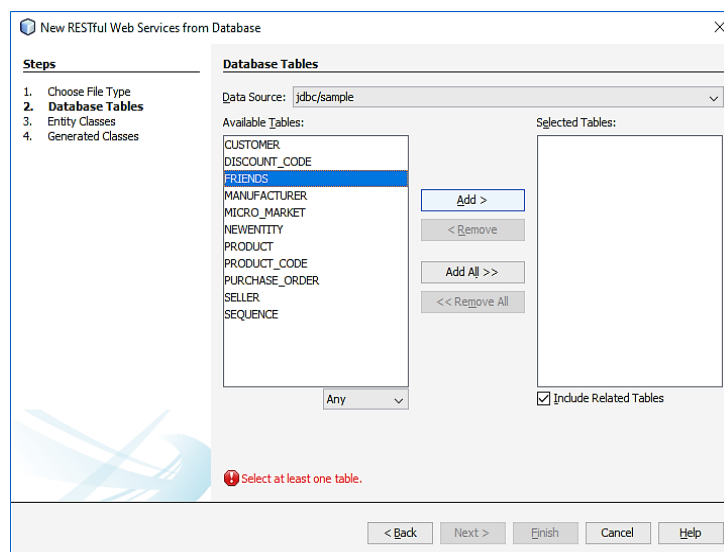 New RESTful Web Services from Database
Steps
1. Choose File Type
2. Database Tables
3. Entity Classes
4. Generated Classes
Database Tables
Data Source: jdbc/sample
Available Tables:
CUSTOMER
DISCOUNT_CODE
FRIENDS
MANUFACTURER
MICRO_MARKET
NEWENTITY
PRODUCT
PRODUCT_CODE
PURCHASE_ORDER
SELLER
SEQUENCE
Any
Add >
< Remove
Add All >>
<< Remove All
Selected Tables:
Include Related Tables
Select at least one table.
< Back
Next >
Finish
Cancel
Help